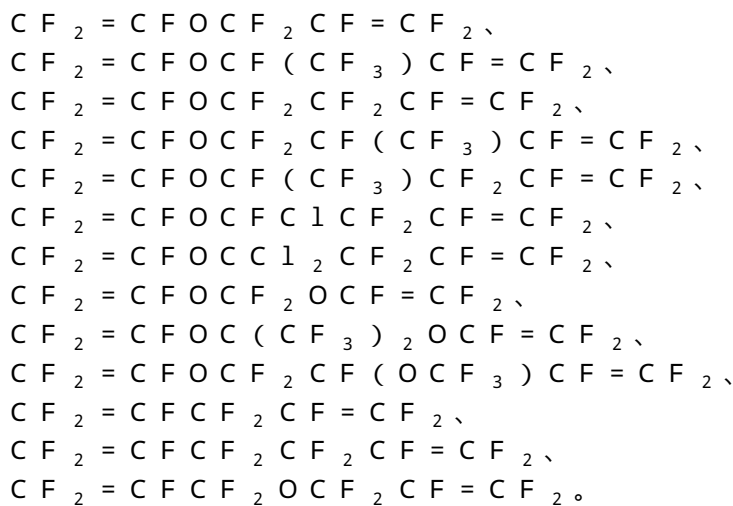 ＣＦ₂＝ＣＦＯＣＦ₂ＣＦ＝ＣＦ₂、
ＣＦ₂＝ＣＦＯＣＦ（ＣＦ₃）ＣＦ＝ＣＦ₂、
ＣＦ₂＝ＣＦＯＣＦ₂ＣＦ₂ＣＦ＝ＣＦ₂、
ＣＦ₂＝ＣＦＯＣＦ₂ＣＦ（ＣＦ₃）ＣＦ＝ＣＦ₂、
ＣＦ₂＝ＣＦＯＣＦ（ＣＦ₃）ＣＦ₂ＣＦ＝ＣＦ₂、
ＣＦ₂＝ＣＦＯＣＦＣｌＣＦ₂ＣＦ＝ＣＦ₂、
ＣＦ₂＝ＣＦＯＣＣｌ₂ＣＦ₂ＣＦ＝ＣＦ₂、
ＣＦ₂＝ＣＦＯＣＦ₂ＯＣＦ＝ＣＦ₂、
ＣＦ₂＝ＣＦＯＣ（ＣＦ₃）₂ＯＣＦ＝ＣＦ₂、
ＣＦ₂＝ＣＦＯＣＦ₂ＣＦ（ＯＣＦ₃）ＣＦ＝ＣＦ₂、
ＣＦ₂＝ＣＦＣＦ₂ＣＦ＝ＣＦ₂、
ＣＦ₂＝ＣＦＣＦ₂ＣＦ₂ＣＦ＝ＣＦ₂、
ＣＦ₂＝ＣＦＣＦ₂ＯＣＦ₂ＣＦ＝ＣＦ₂。